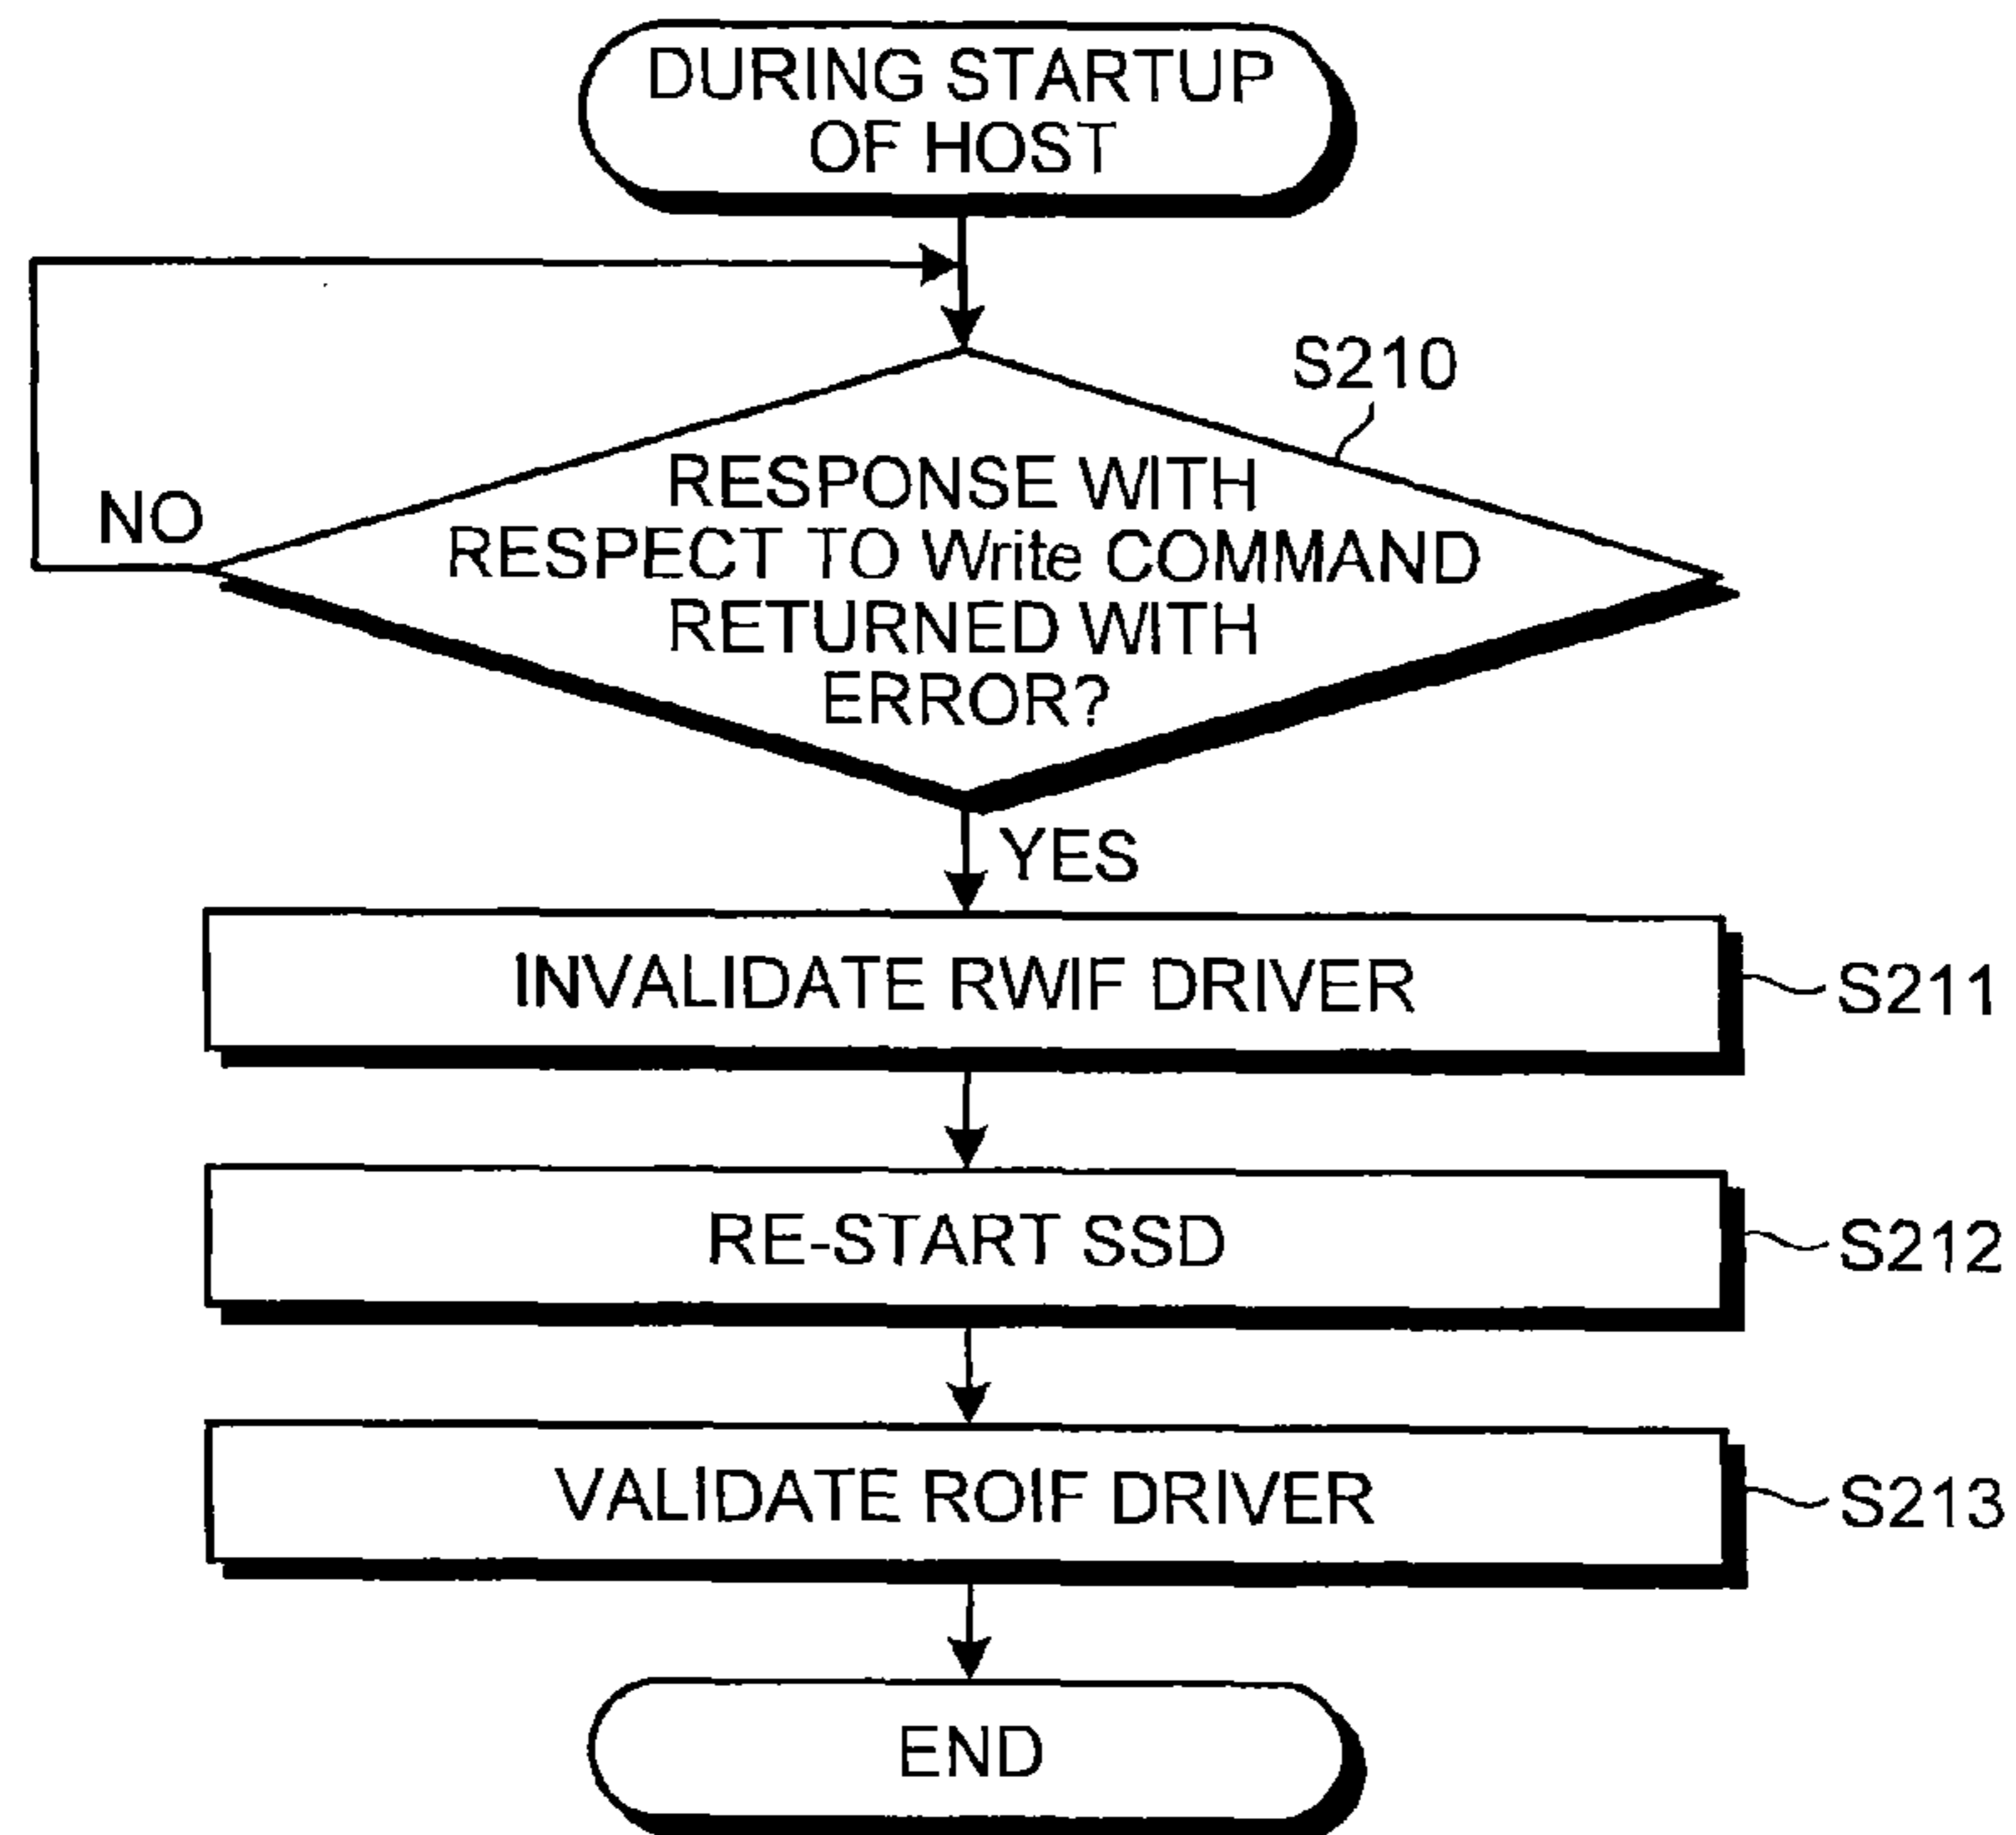 DURING STARTUP
OF HOST
S210
RESPONSE WITH
NO
RESPECT TO Write COMMAND
RETURNED WITH
ERROR?
YES
INVALIDATE RWIF DRIVER
S211
RE-START SSD
S212
VALIDATE ROIF DRIVER
S213
END